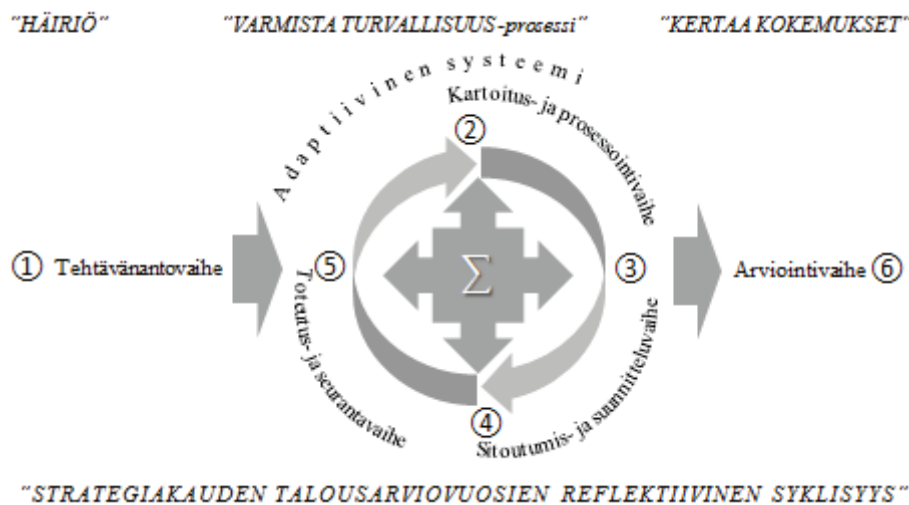 "HÄIRIÖ"
"VARMISTA TURVALLISUUS -prosessi"
"KERTAA KOKEMUKSET"
Adaptiivinen systeemi
② Kartoitus- ja prosessointivaihe
① Tehtävänantovaihe
⑤ Toteutus- ja seurantavaihe
Σ
③
Arviointivaihe ⑥
④ Sitoutumis- ja suunnitteluvaihe
"STRATEGIAKAUDEN TALOUSARVIOVUOSIEN REFLEKTIIVINEN SYKLISYYS"